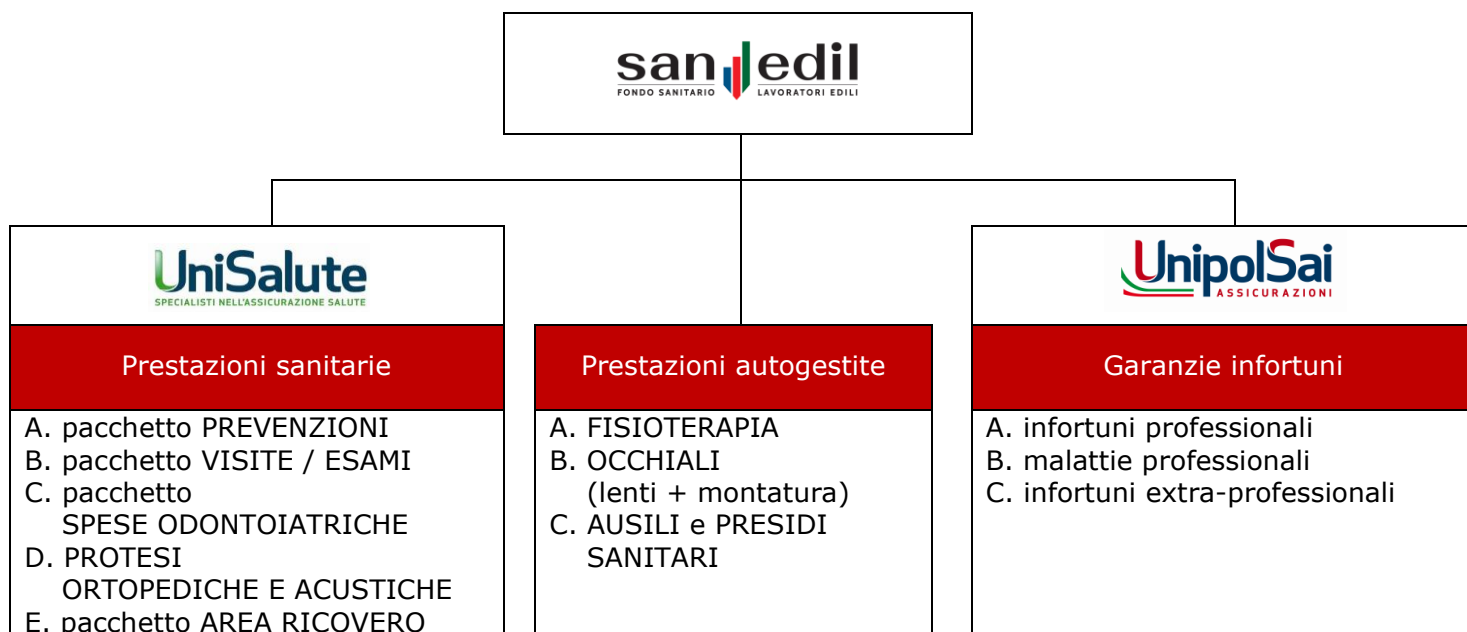 sanedil
FONDO SANITARIO LAVORATORI EDILI
UniSalute
SPECIALISTI NELL'ASSICURAZIONE SALUTE
Prestazioni sanitarie
A. pacchetto PREVENZIONI
B. pacchetto VISITE / ESAMI
C. pacchetto
SPESE ODONTOIATRICHE
D. PROTESI
ORTOPEDICHE E ACUSTICHE
E. pacchetto AREA RICOVERO
Prestazioni autogestite
A. FISIOTERAPIA
B. OCCHIALI
(lenti + montatura)
C. AUSILI e PRESIDI
SANITARI
UnipolSai
ASSICURAZIONI
Garanzie infortuni
A. infortuni professionali
B. malattie professionali
C. infortuni extra-professionali